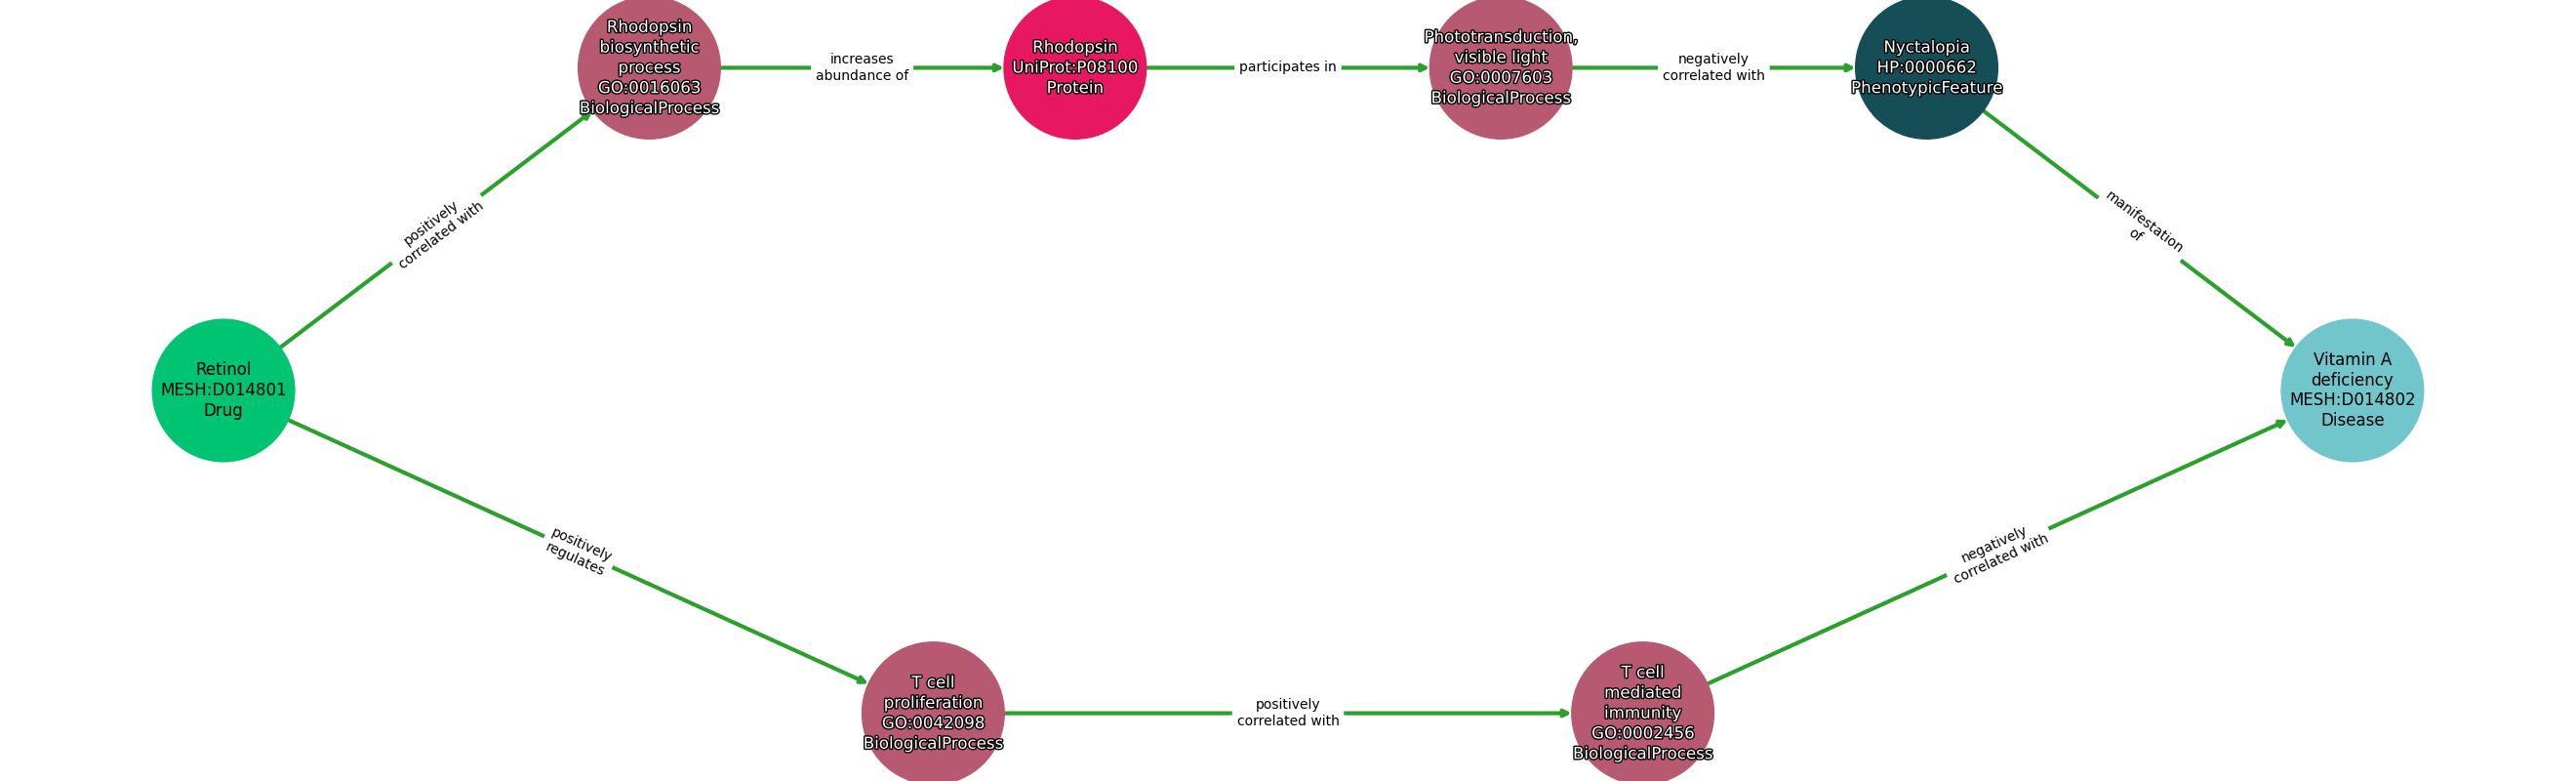 Rhodopsin
biosynthetic
process
GO:0016063
BiologicalProcess
increases
abundance of
Rhodopsin
UniProt:P08100
Protein
participates in
Phototransduction,
visible light
GO:0007603
BiologicalProcess
negatively
correlated with
Nyctalopia
HP:0000662
PhenotypicFeature
positively
correlated with
manifestation
of
Retinol
MESH:D014801
Drug
Vitamin A
deficiency
MESH:D014802
Disease
positively
regulates
negatively
correlated with
T cell
proliferation
GO:0042098
BiologicalProcess
positively
correlated with
T cell
mediated
immunity
GO:0002456
BiologicalProcess